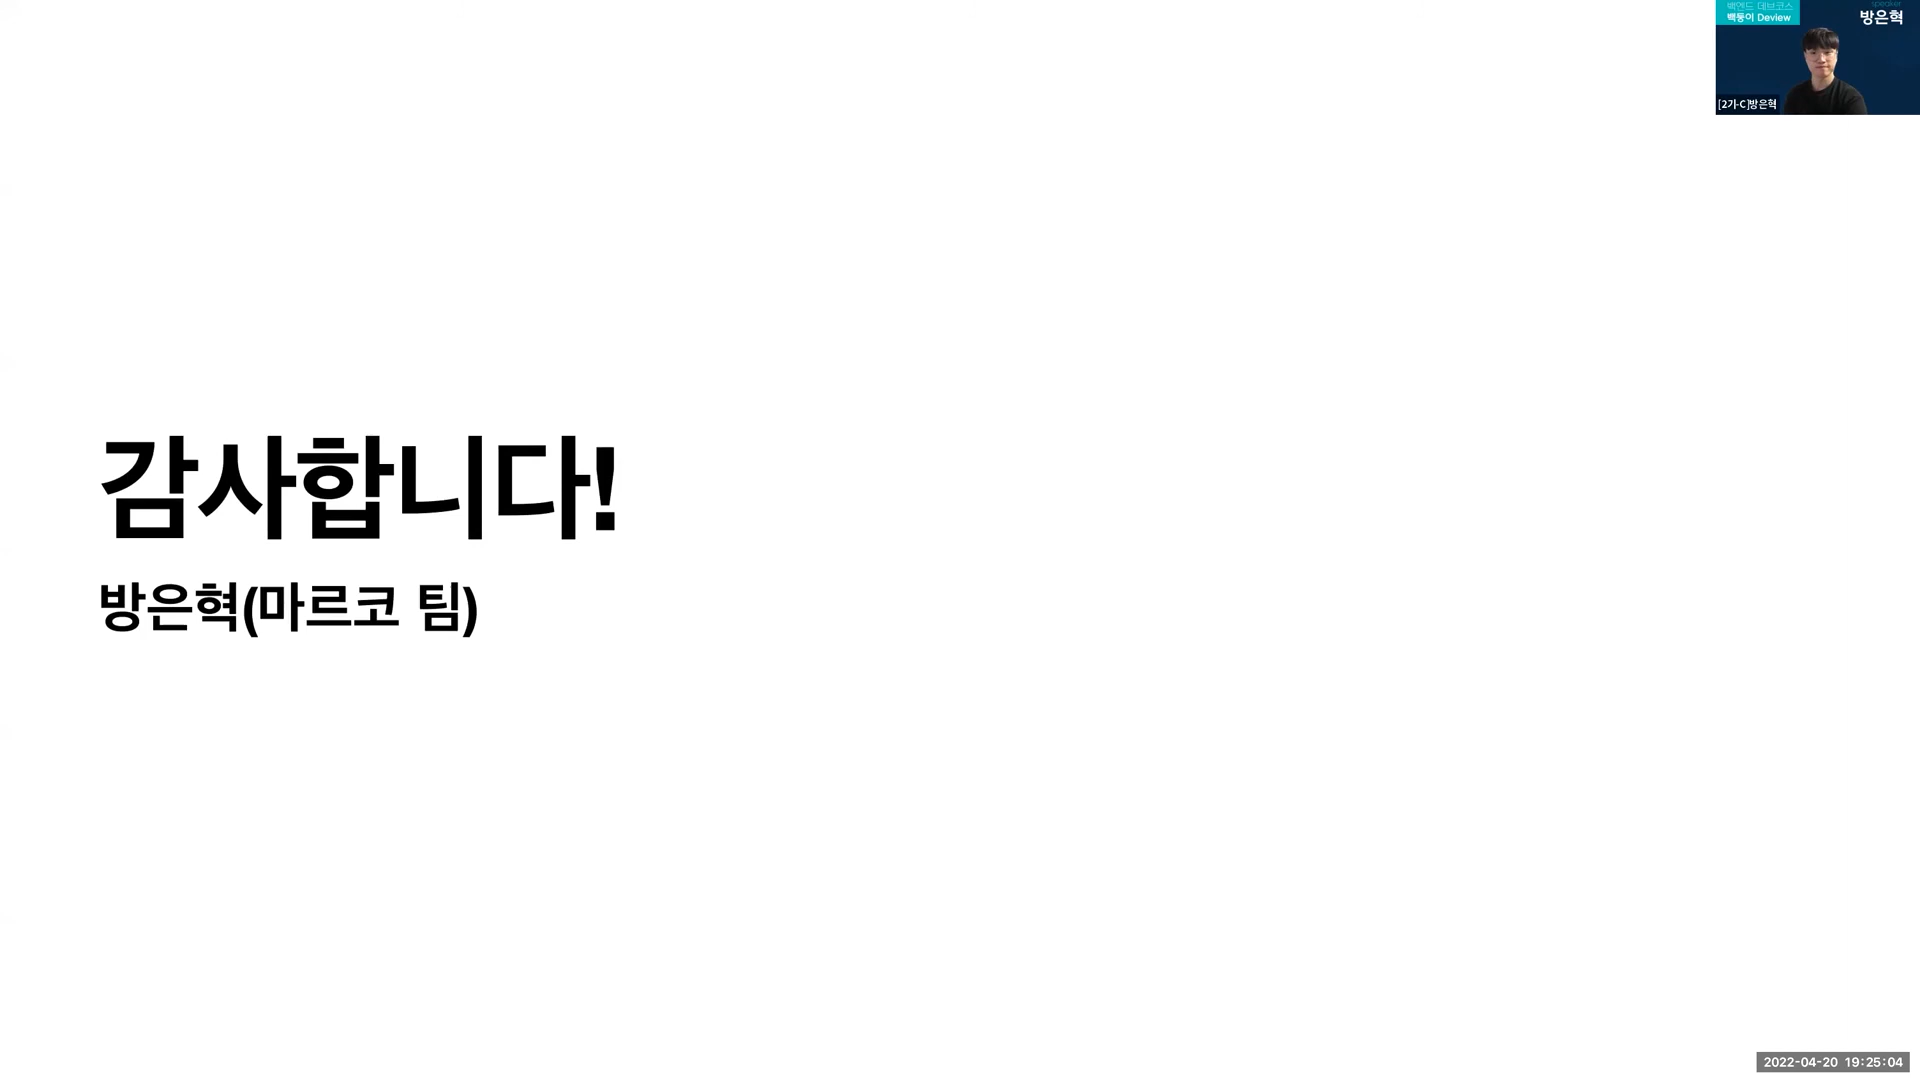 백엔드 데브코스
백둥이 Deview
speaker
방은혁
[2기-C]방은혁
감사합니다!
방은혁(마르코 팀)
2022-04-20 19:25:04